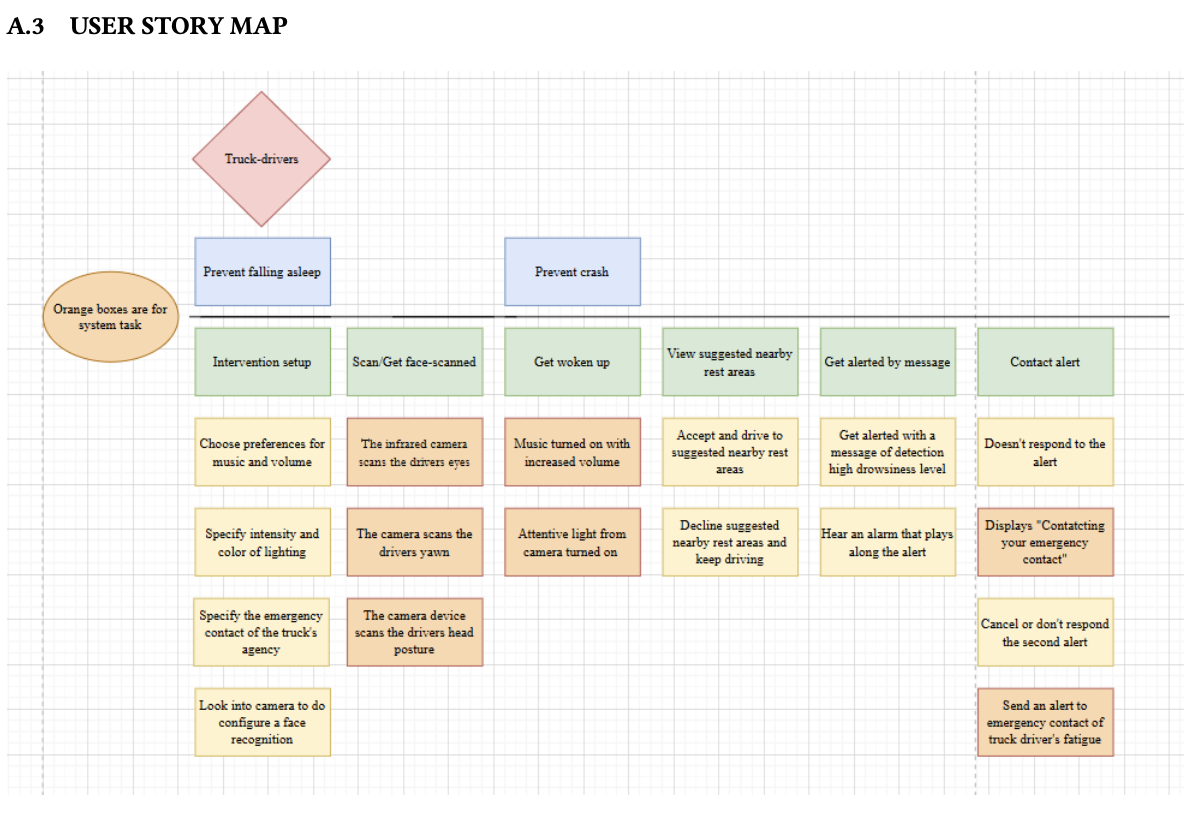 A.3 USER STORY MAP
Truck-drivers
Prevent falling asleep
Prevent crash
Orange boxes are for
system task
Intervention setup
Scan/Get face-scanned
Get woken up
View suggested nearby
rest areas
Get alerted by message
Contact alert
Choose preferences for
music and volume
The infrared camera
scans the drivers eyes
Music turned on with
increased volume
Accept and drive to
suggested nearby rest
areas
Get alerted with a
message of detection
high drowsiness level
Doesn't respond to the
alert
Specify intensity and
color of lighting
The camera scans the
drivers yawn
Attentive light from
camera turned on
Decline suggested
nearby rest areas and
keep driving
Hear an alarm that plays
along the alert
Displays "Contatcting
your emergency
contact"
Specify the emergency
contact of the truck's
agency
The camera device
scans the drivers head
posture
Cancel or don't respond
the second alert
Look into camera to do
configure a face
recognition
Send an alert to
emergency contact of
truck driver's fatigue